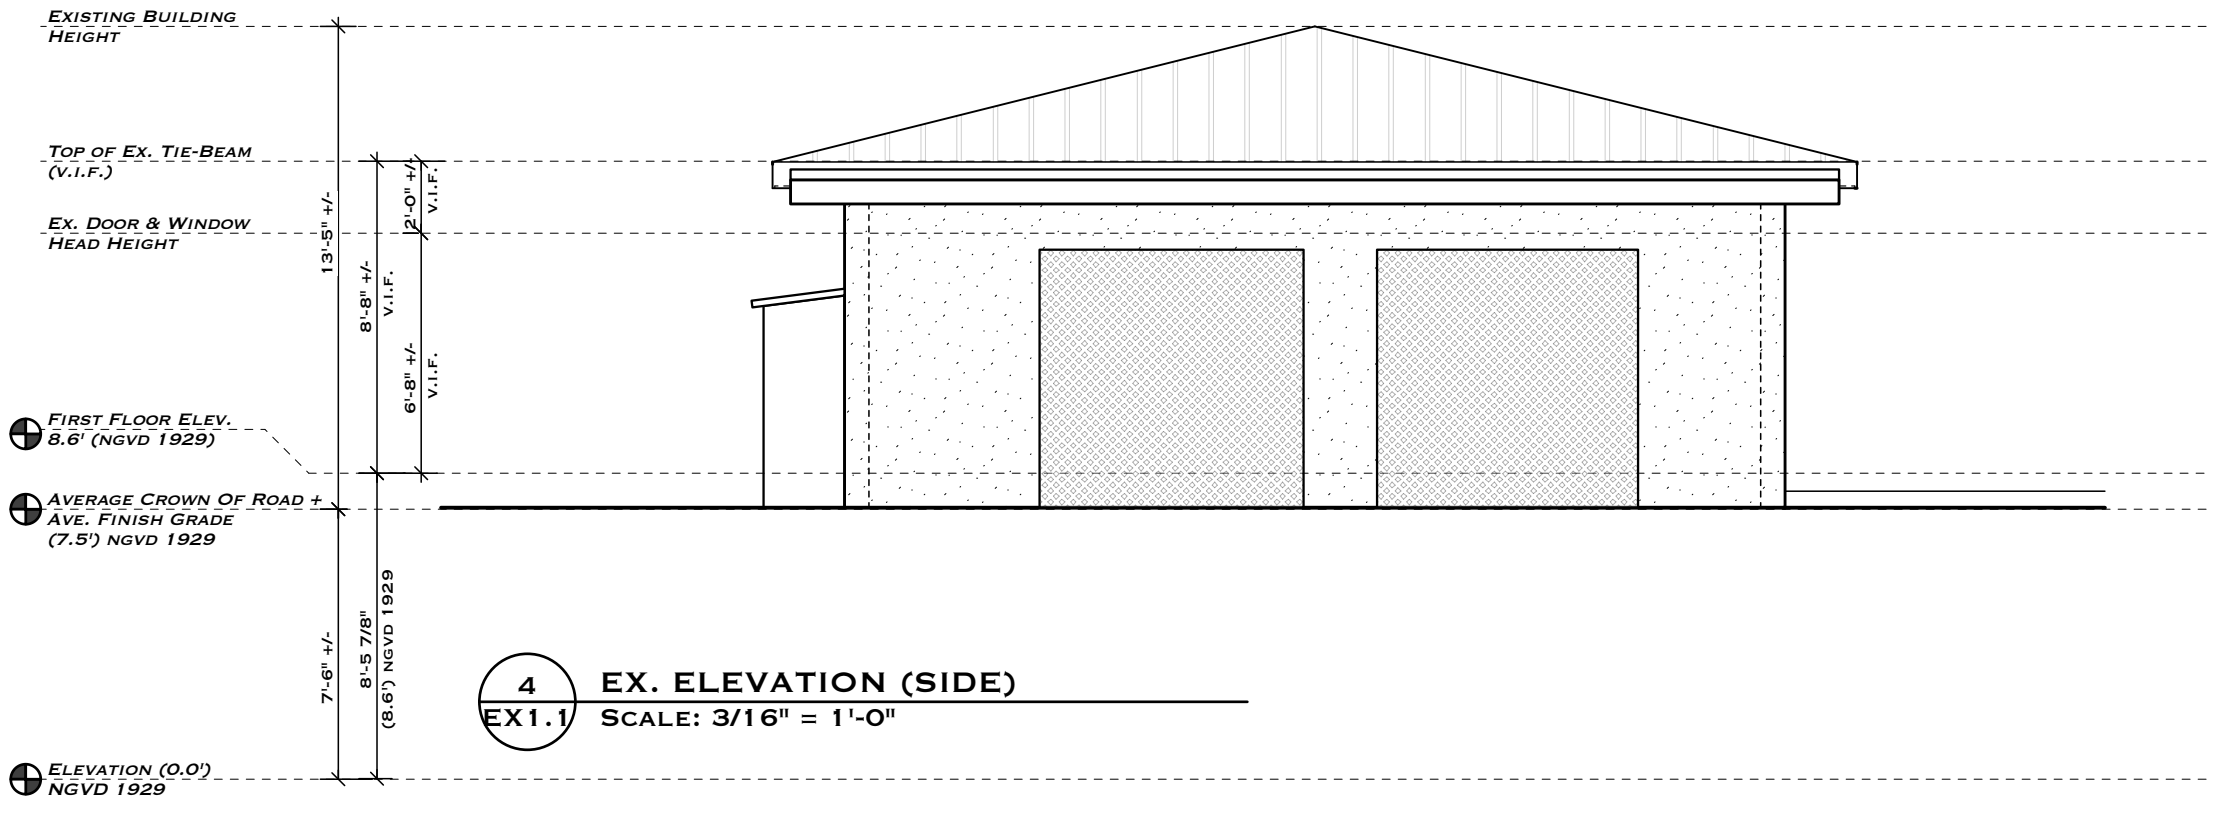 EXISTING BUILDING
HEIGHT
TOP OF EX. TIE-BEAM
(V.I.F.)
EX. DOOR & WINDOW
HEAD HEIGHT
FIRST FLOOR ELEV.
8.6' (NGVD 1929)
AVERAGE CROWN OF ROAD +
AVE. FINISH GRADE
(7.5') NGVD 1929
ELEVATION (0.0')
NGVD 1929
13'-5" +/-
7'-6" +/-
8'-8" +/-
V.I.F.
8'-5 7/8"
(8.6') NGVD 1929
2'-0" +/-
V.I.F.
6'-8" +/-
V.I.F.
4
EX1.1
EX. ELEVATION (SIDE)
SCALE: 3/16" = 1'-0"